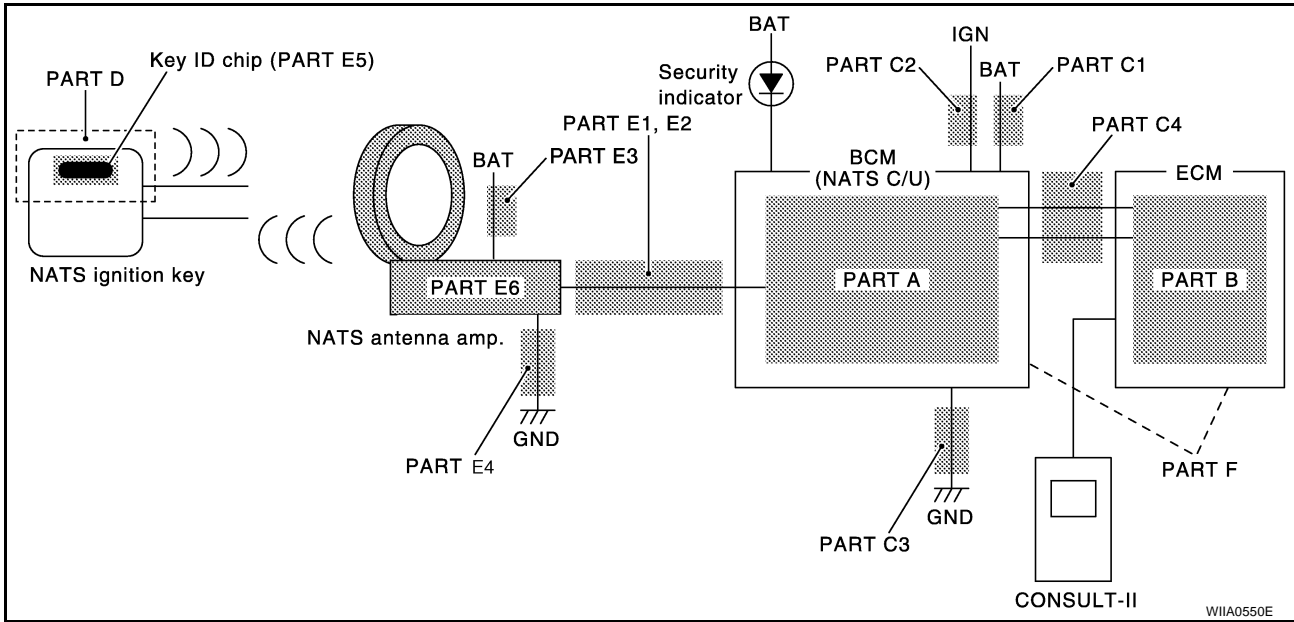 BAT
IGN
Key ID chip (PART E5)
PART C2
BAT
PART C1
PART D
Security
indicator
PART E1, E2
PART C4
BAT
PART E3
BCM
(NATS C/U)
ECM
NATS ignition key
PART E6
PART A
PART B
NATS antenna amp.
GND
PART E4
PART F
GND
PART C3
CONSULT-II
WIIA0550E